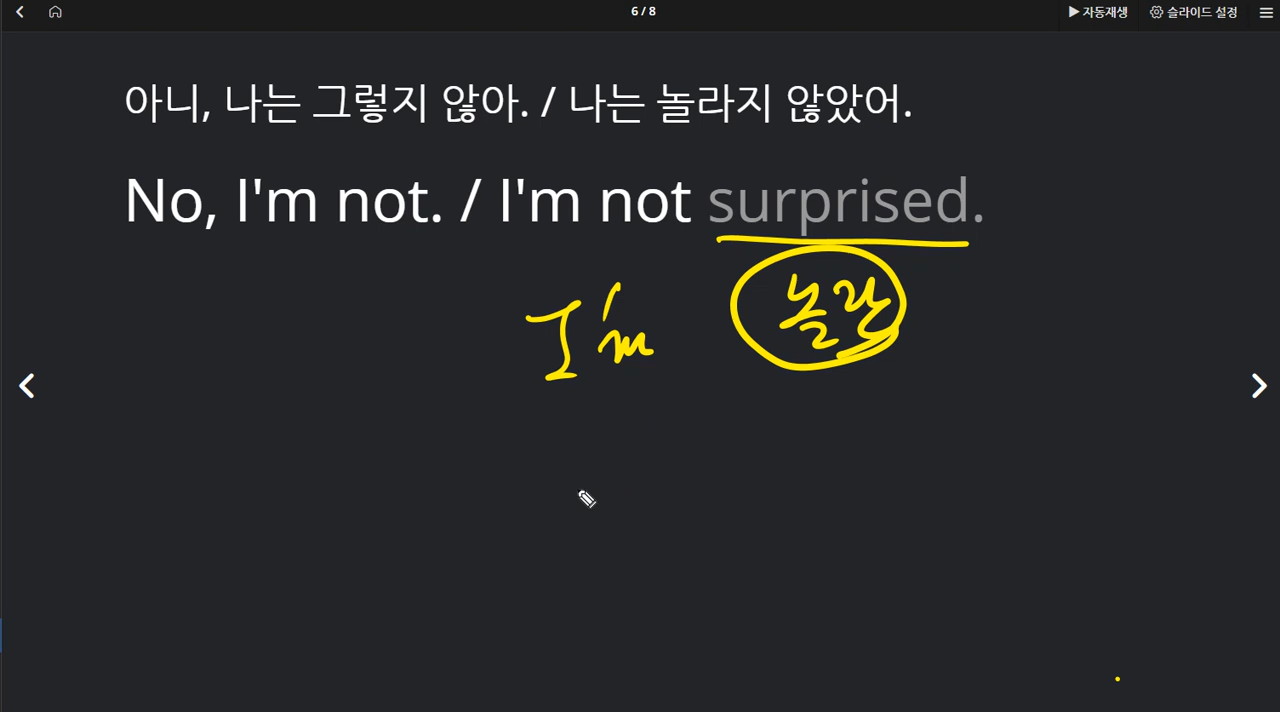 6 / 8 ▶자동재생 슬라이드 설정
아니, 나는 그렇지 않아. / 나는 놀라지 않았어.
No, I'm not. / I'm not surprised.
I'm 놀란